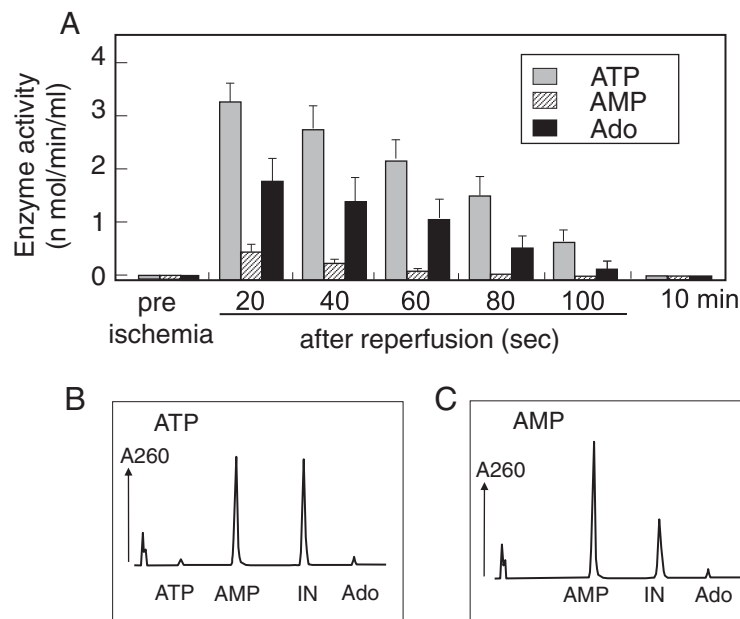 A
Enzyme activity
(n mol/min/ml)
4
3
2
1
0
ATP
AMP
Ado
pre
ischemia
20 40 60 80 100 10 min
after reperfusion (sec)
B
ATP
A260
ATP AMP IN Ado
C
AMP
A260
AMP IN Ado